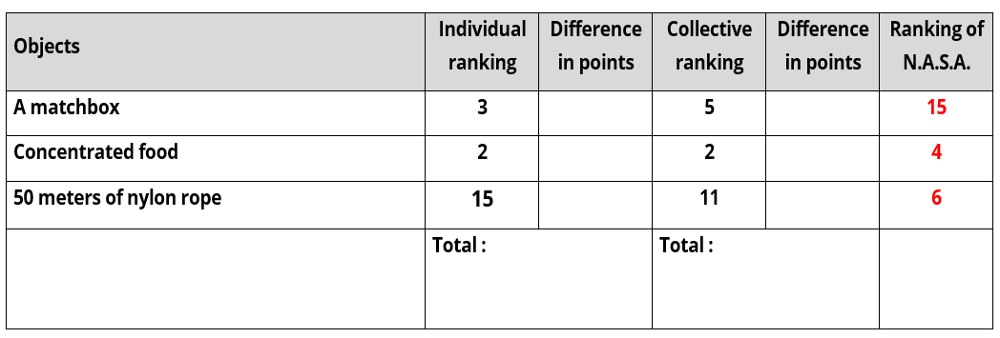 Objects
Individual ranking
Difference in points
Collective ranking
Difference in points
Ranking of N.A.S.A.
A matchbox 3 5 15
Concentrated food 2 2 4
50 meters of nylon rope 15 11 6
Total : Total :